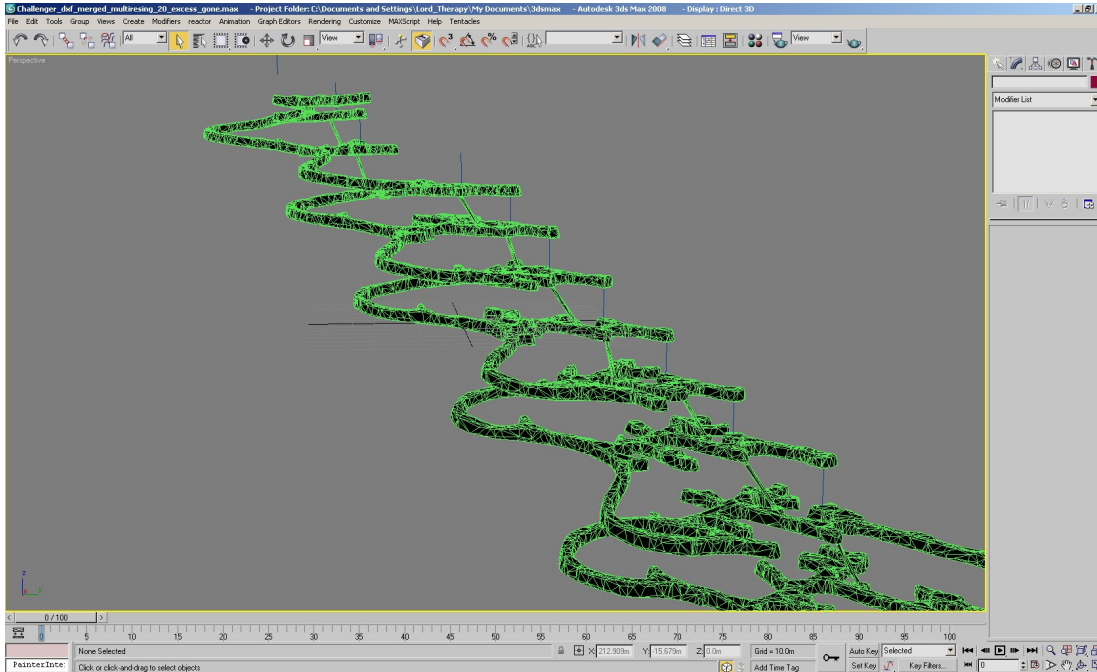 Challenger_dxf_merged_multiresing_20_excess_gone.max - Project Folder: C:\Documents and Settings\Lord_Therapy\My Documents\3dsmax - Autodesk 3ds Max 2008 - Display : Direct 3D
File Edit Tools Group Views Create Modifiers reactor Animation Graph Editors Rendering Customize MAXScript Help Tentacles
All View View
Perspective
Modifier List
z
x y
0 / 100
0 5 10 15 20 25 30 35 40 45 50 55 60 65 70 75 80 85 90 95 100
None Selected X: 212.909m Y: -15.679m Z: 0.0m Grid = 10.0m Auto Key Selected
PainterInte: Click or click-and-drag to select objects Add Time Tag Set Key Key Filters... 0